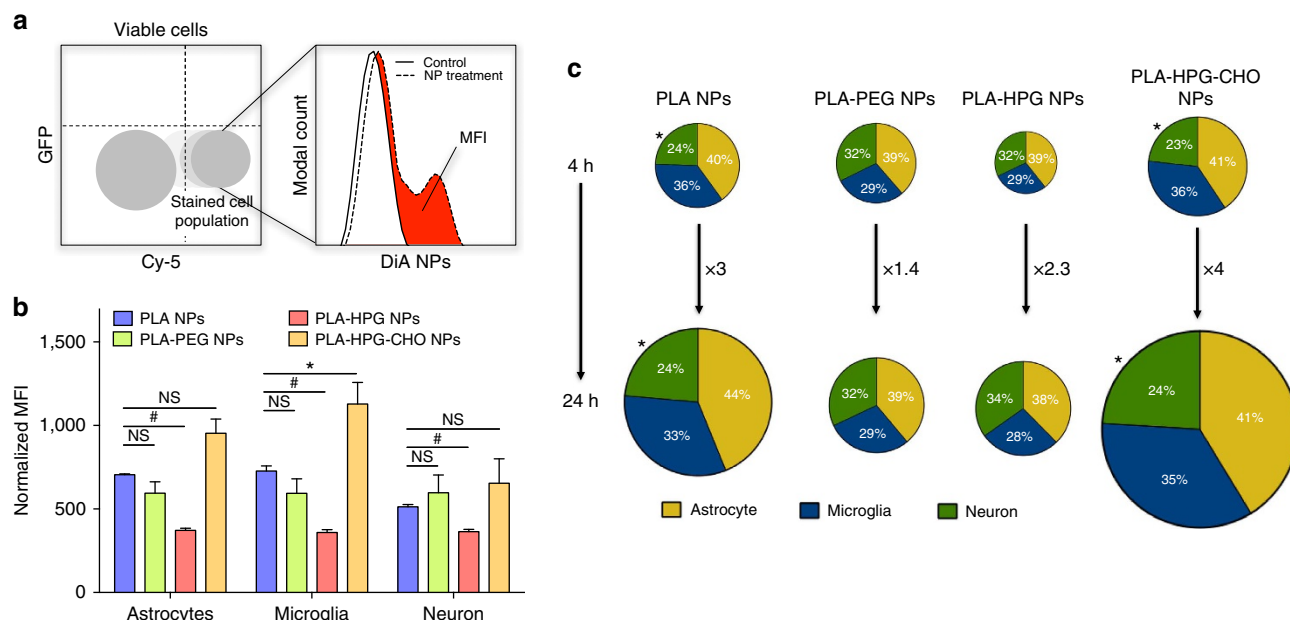 a
Viable cells
GFP
Cy-5
Stained cell
population
Modal count
Control
NP treatment
MFI
DiA NPs
b
Normalized MFI
1,500
1,000
500
0
PLA NPs
PLA-PEG NPs
PLA-HPG NPs
PLA-HPG-CHO NPs
NS
#
NS
*
#
NS
NS
#
NS
Astrocytes
Microglia
Neuron
c
PLA NPs
PLA-PEG NPs
PLA-HPG NPs
PLA-HPG-CHO
NPs
4 h
*
24%
40%
36%
32%
39%
29%
32%
39%
29%
*
23%
41%
36%
×3
×1.4
×2.3
×4
24 h
*
24%
44%
33%
32%
39%
29%
34%
38%
28%
*
24%
41%
35%
Astrocyte
Microglia
Neuron